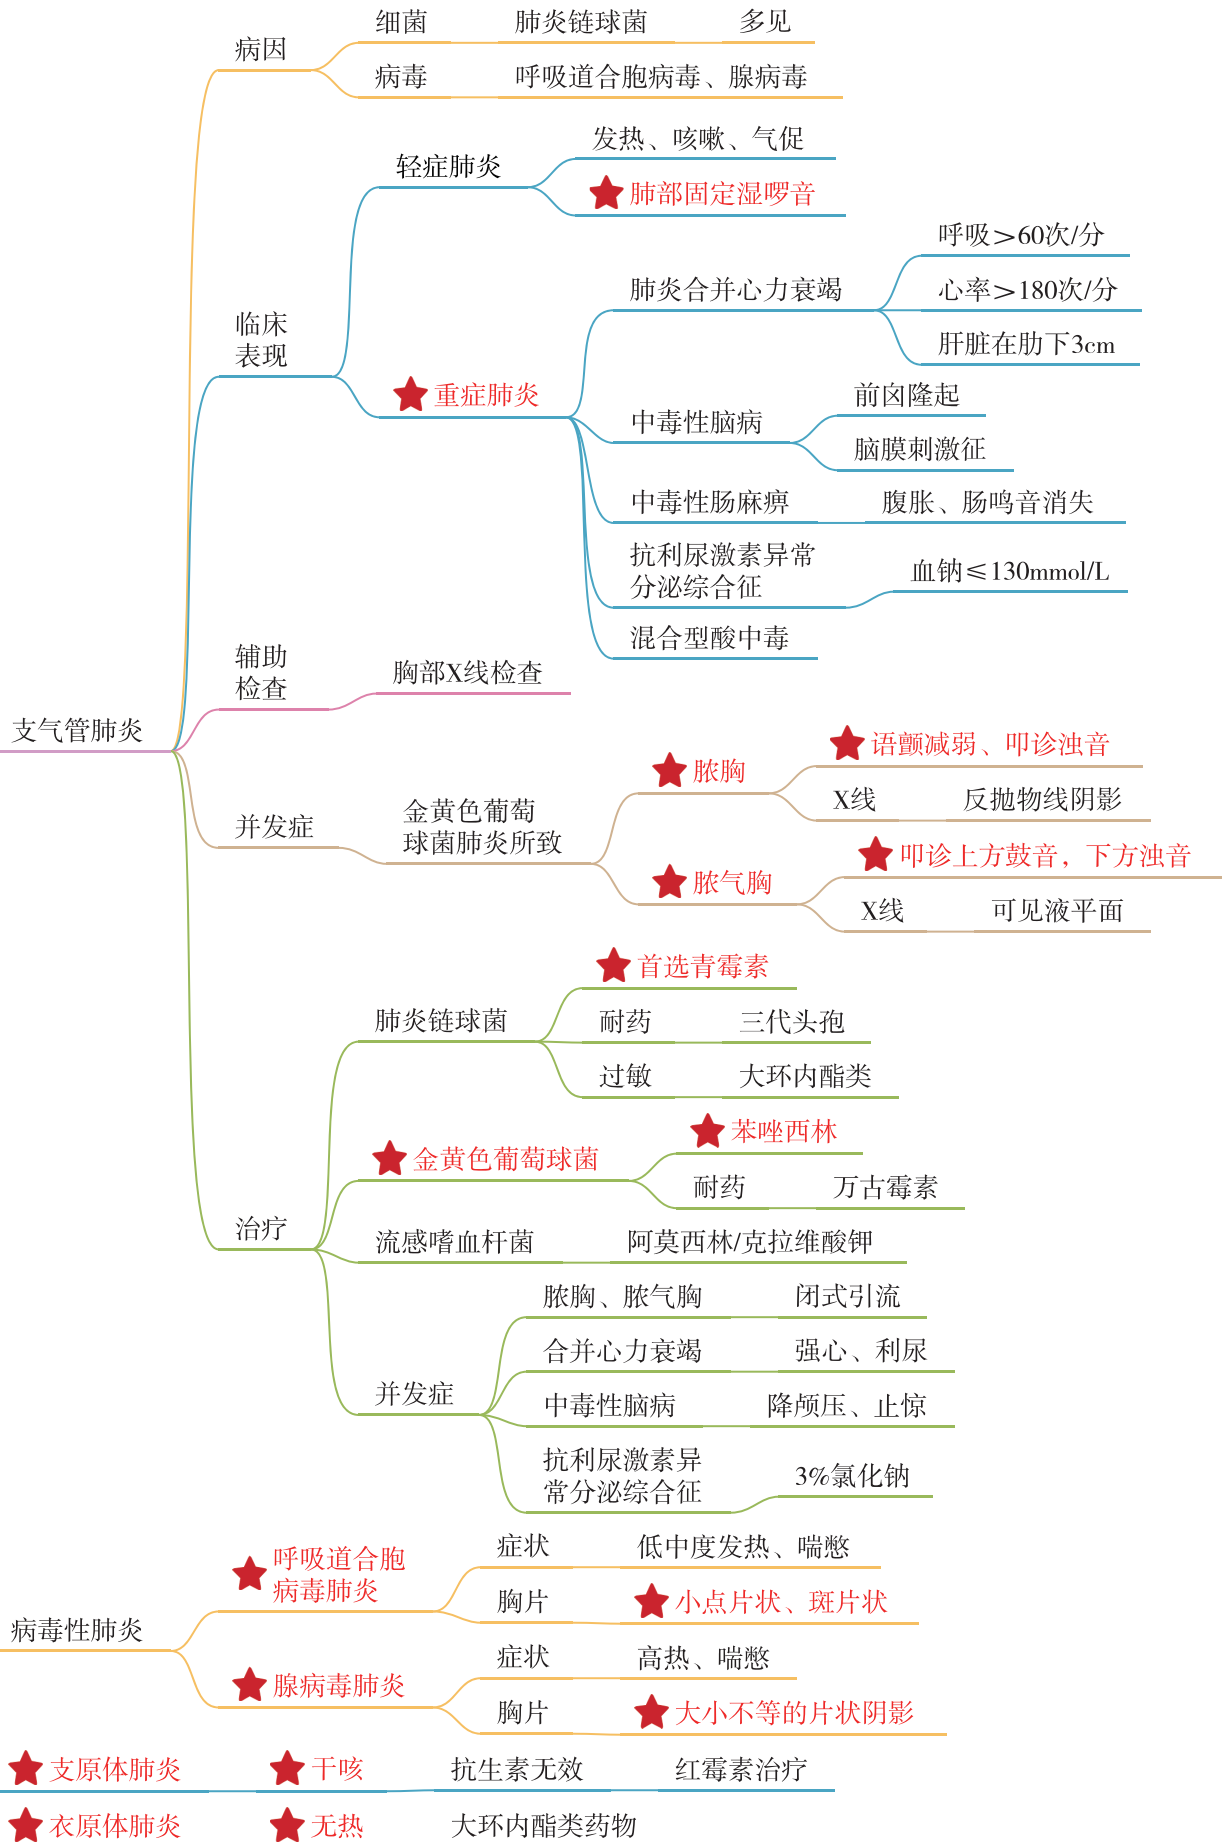 支气管肺炎
病因
细菌
肺炎链球菌
多见
病毒
呼吸道合胞病毒、腺病毒
临床
表现
轻症肺炎
发热、咳嗽、气促
肺部固定湿啰音
重症肺炎
肺炎合并心力衰竭
呼吸＞60次/分
心率＞180次/分
肝脏在肋下3cm
中毒性脑病
前囟隆起
脑膜刺激征
中毒性肠麻痹
腹胀、肠鸣音消失
抗利尿激素异常
分泌综合征
血钠≤130mmol/L
混合型酸中毒
辅助
检查
胸部X线检查
并发症
金黄色葡萄
球菌肺炎所致
脓胸
语颤减弱、叩诊浊音
X线
反抛物线阴影
脓气胸
叩诊上方鼓音，下方浊音
X线
可见液平面
治疗
肺炎链球菌
首选青霉素
耐药
三代头孢
过敏
大环内酯类
金黄色葡萄球菌
苯唑西林
耐药
万古霉素
流感嗜血杆菌
阿莫西林/克拉维酸钾
并发症
脓胸、脓气胸
闭式引流
合并心力衰竭
强心、利尿
中毒性脑病
降颅压、止惊
抗利尿激素异
常分泌综合征
3%氯化钠
病毒性肺炎
呼吸道合胞
病毒肺炎
症状
低中度发热、喘憋
胸片
小点片状、斑片状
腺病毒肺炎
症状
高热、喘憋
胸片
大小不等的片状阴影
支原体肺炎
干咳
抗生素无效
红霉素治疗
衣原体肺炎
无热
大环内酯类药物